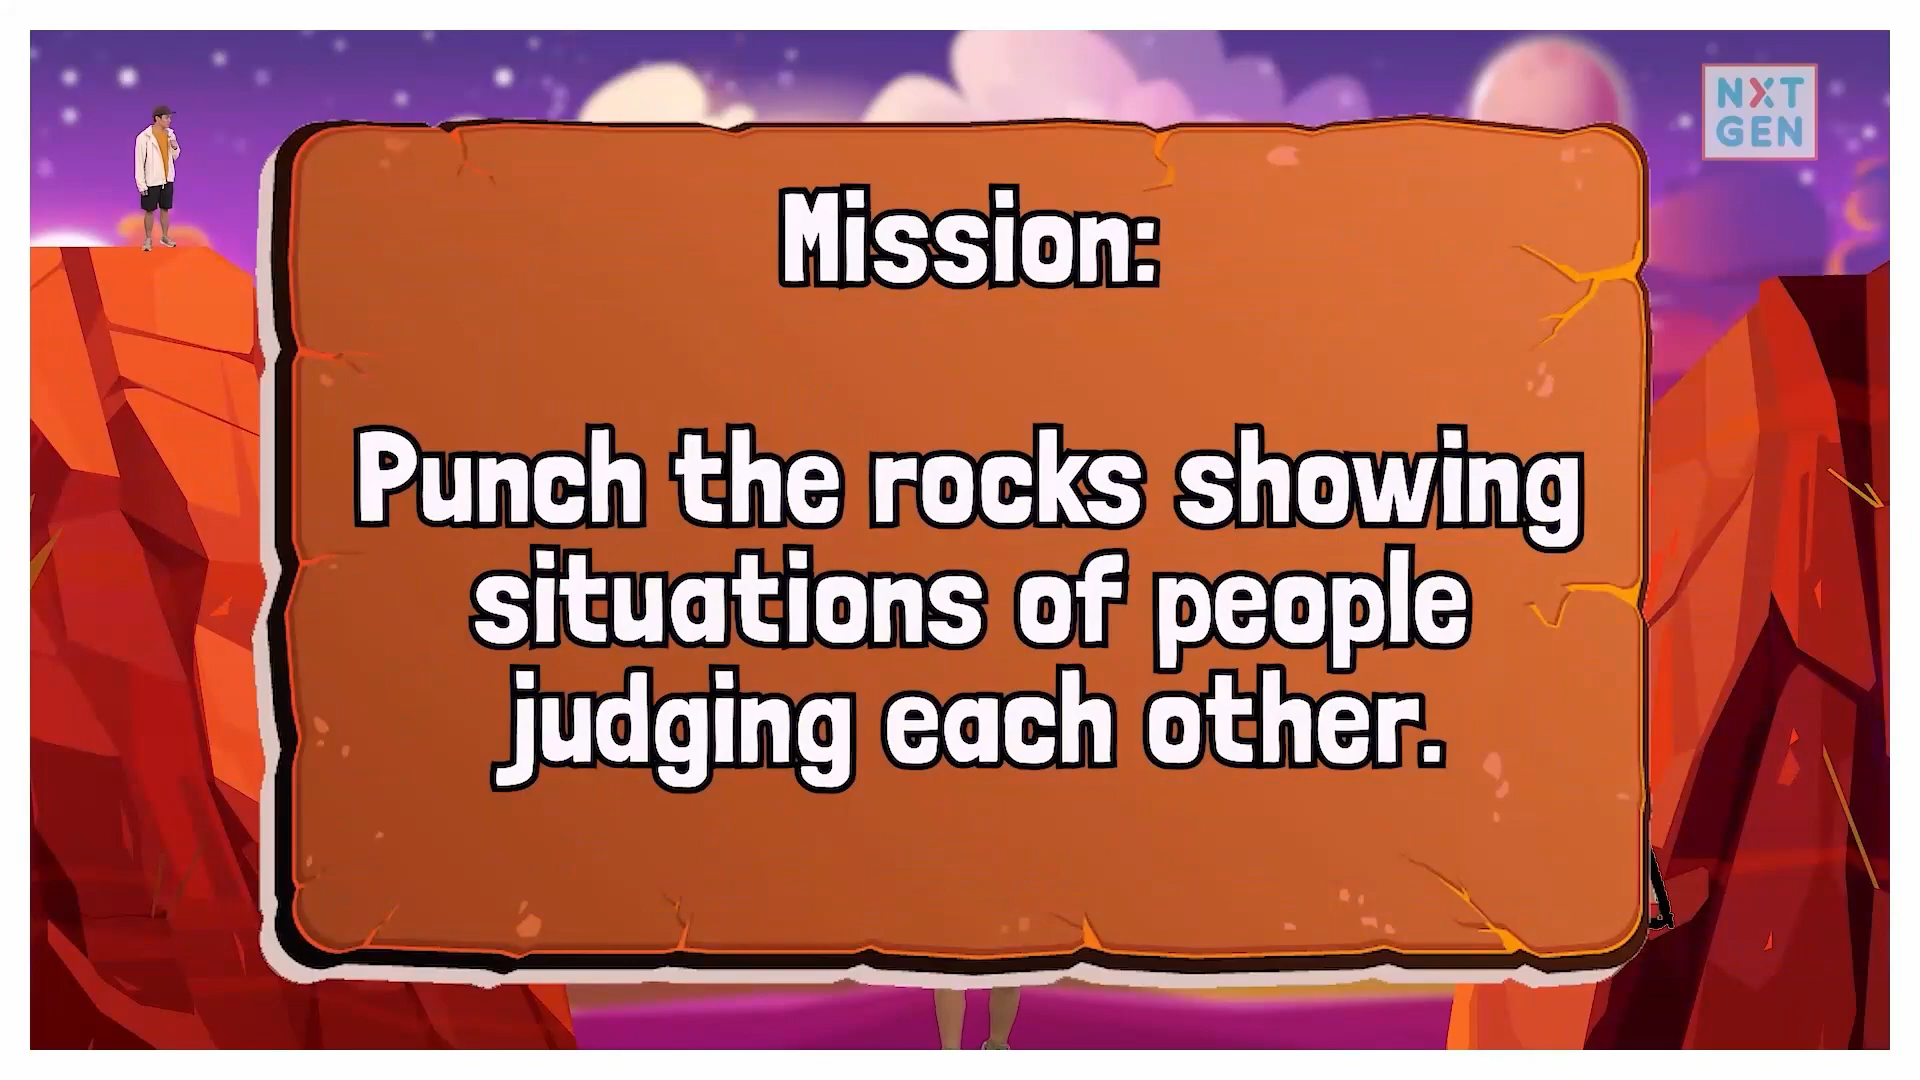 NXT
GEN
Mission:
Punch the rocks showing
situations of people
judging each other.